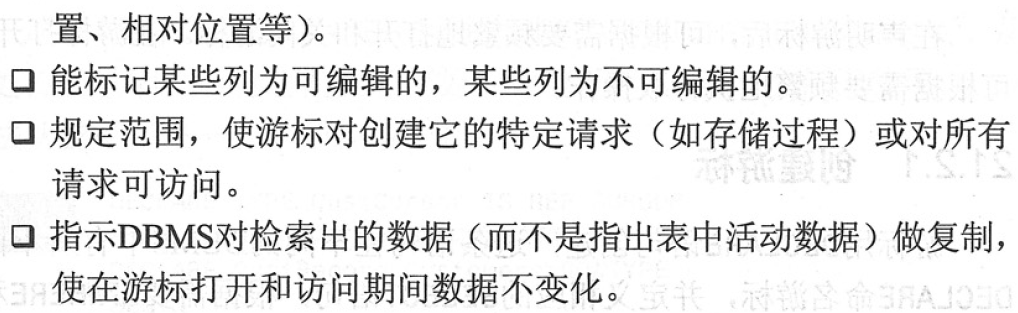 置、相对位置等)。
❑ 能标记某些列为可编辑的，某些列为不可编辑的。
❑ 规定范围，使游标对创建它的特定请求（如存储过程）或对所有
请求可访问。
❑ 指示DBMS对检索出的数据（而不是指出表中活动数据）做复制，
使在游标打开和访问期间数据不变化。